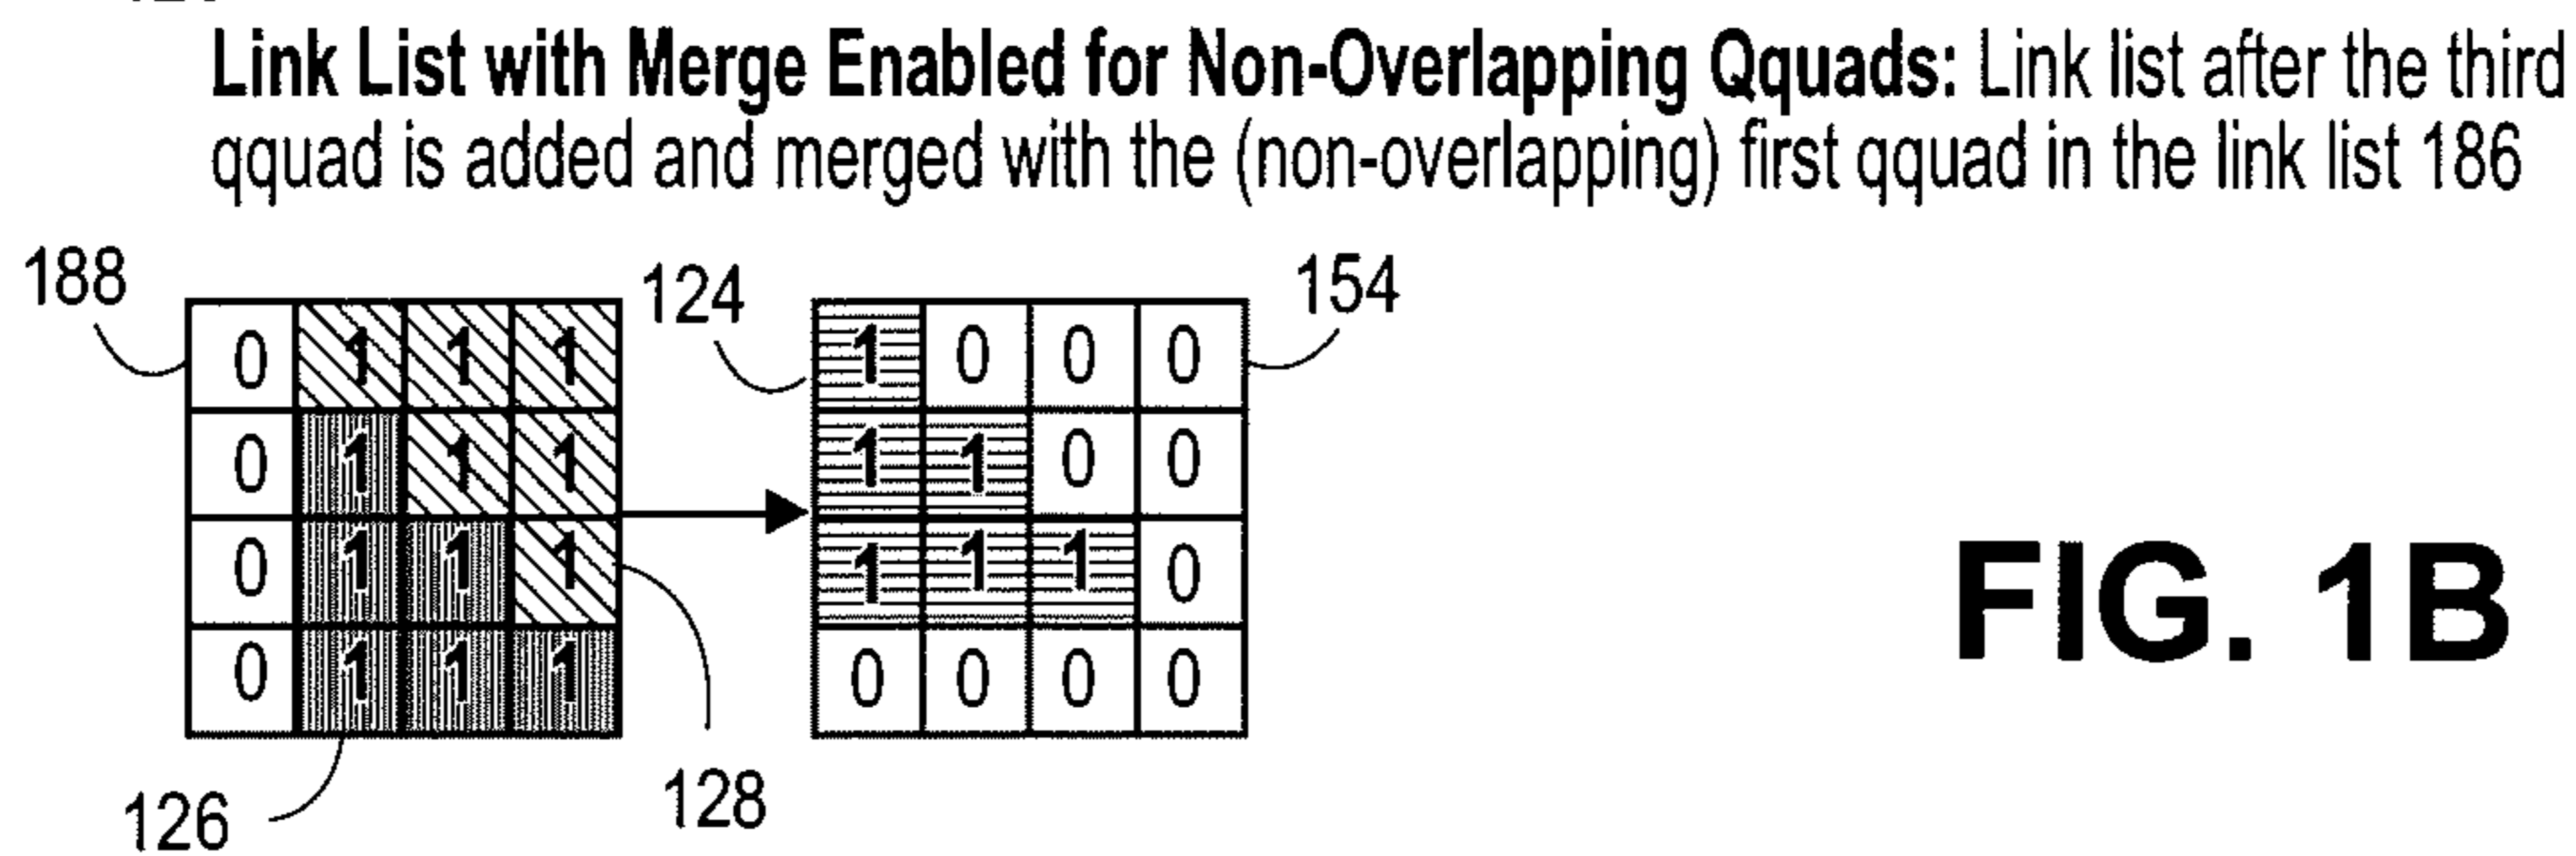 Link List with Merge Enabled for Non-Overlapping Qquads: Link list after the third
qquad is added and merged with the (non-overlapping) first qquad in the link list 186
188 124 154
0 1 1 1 1 0 0 0
0 1 1 1 1 1 0 0
0 1 1 1 1 1 1 0
0 1 1 1 0 0 0 0
126 128
FIG. 1B